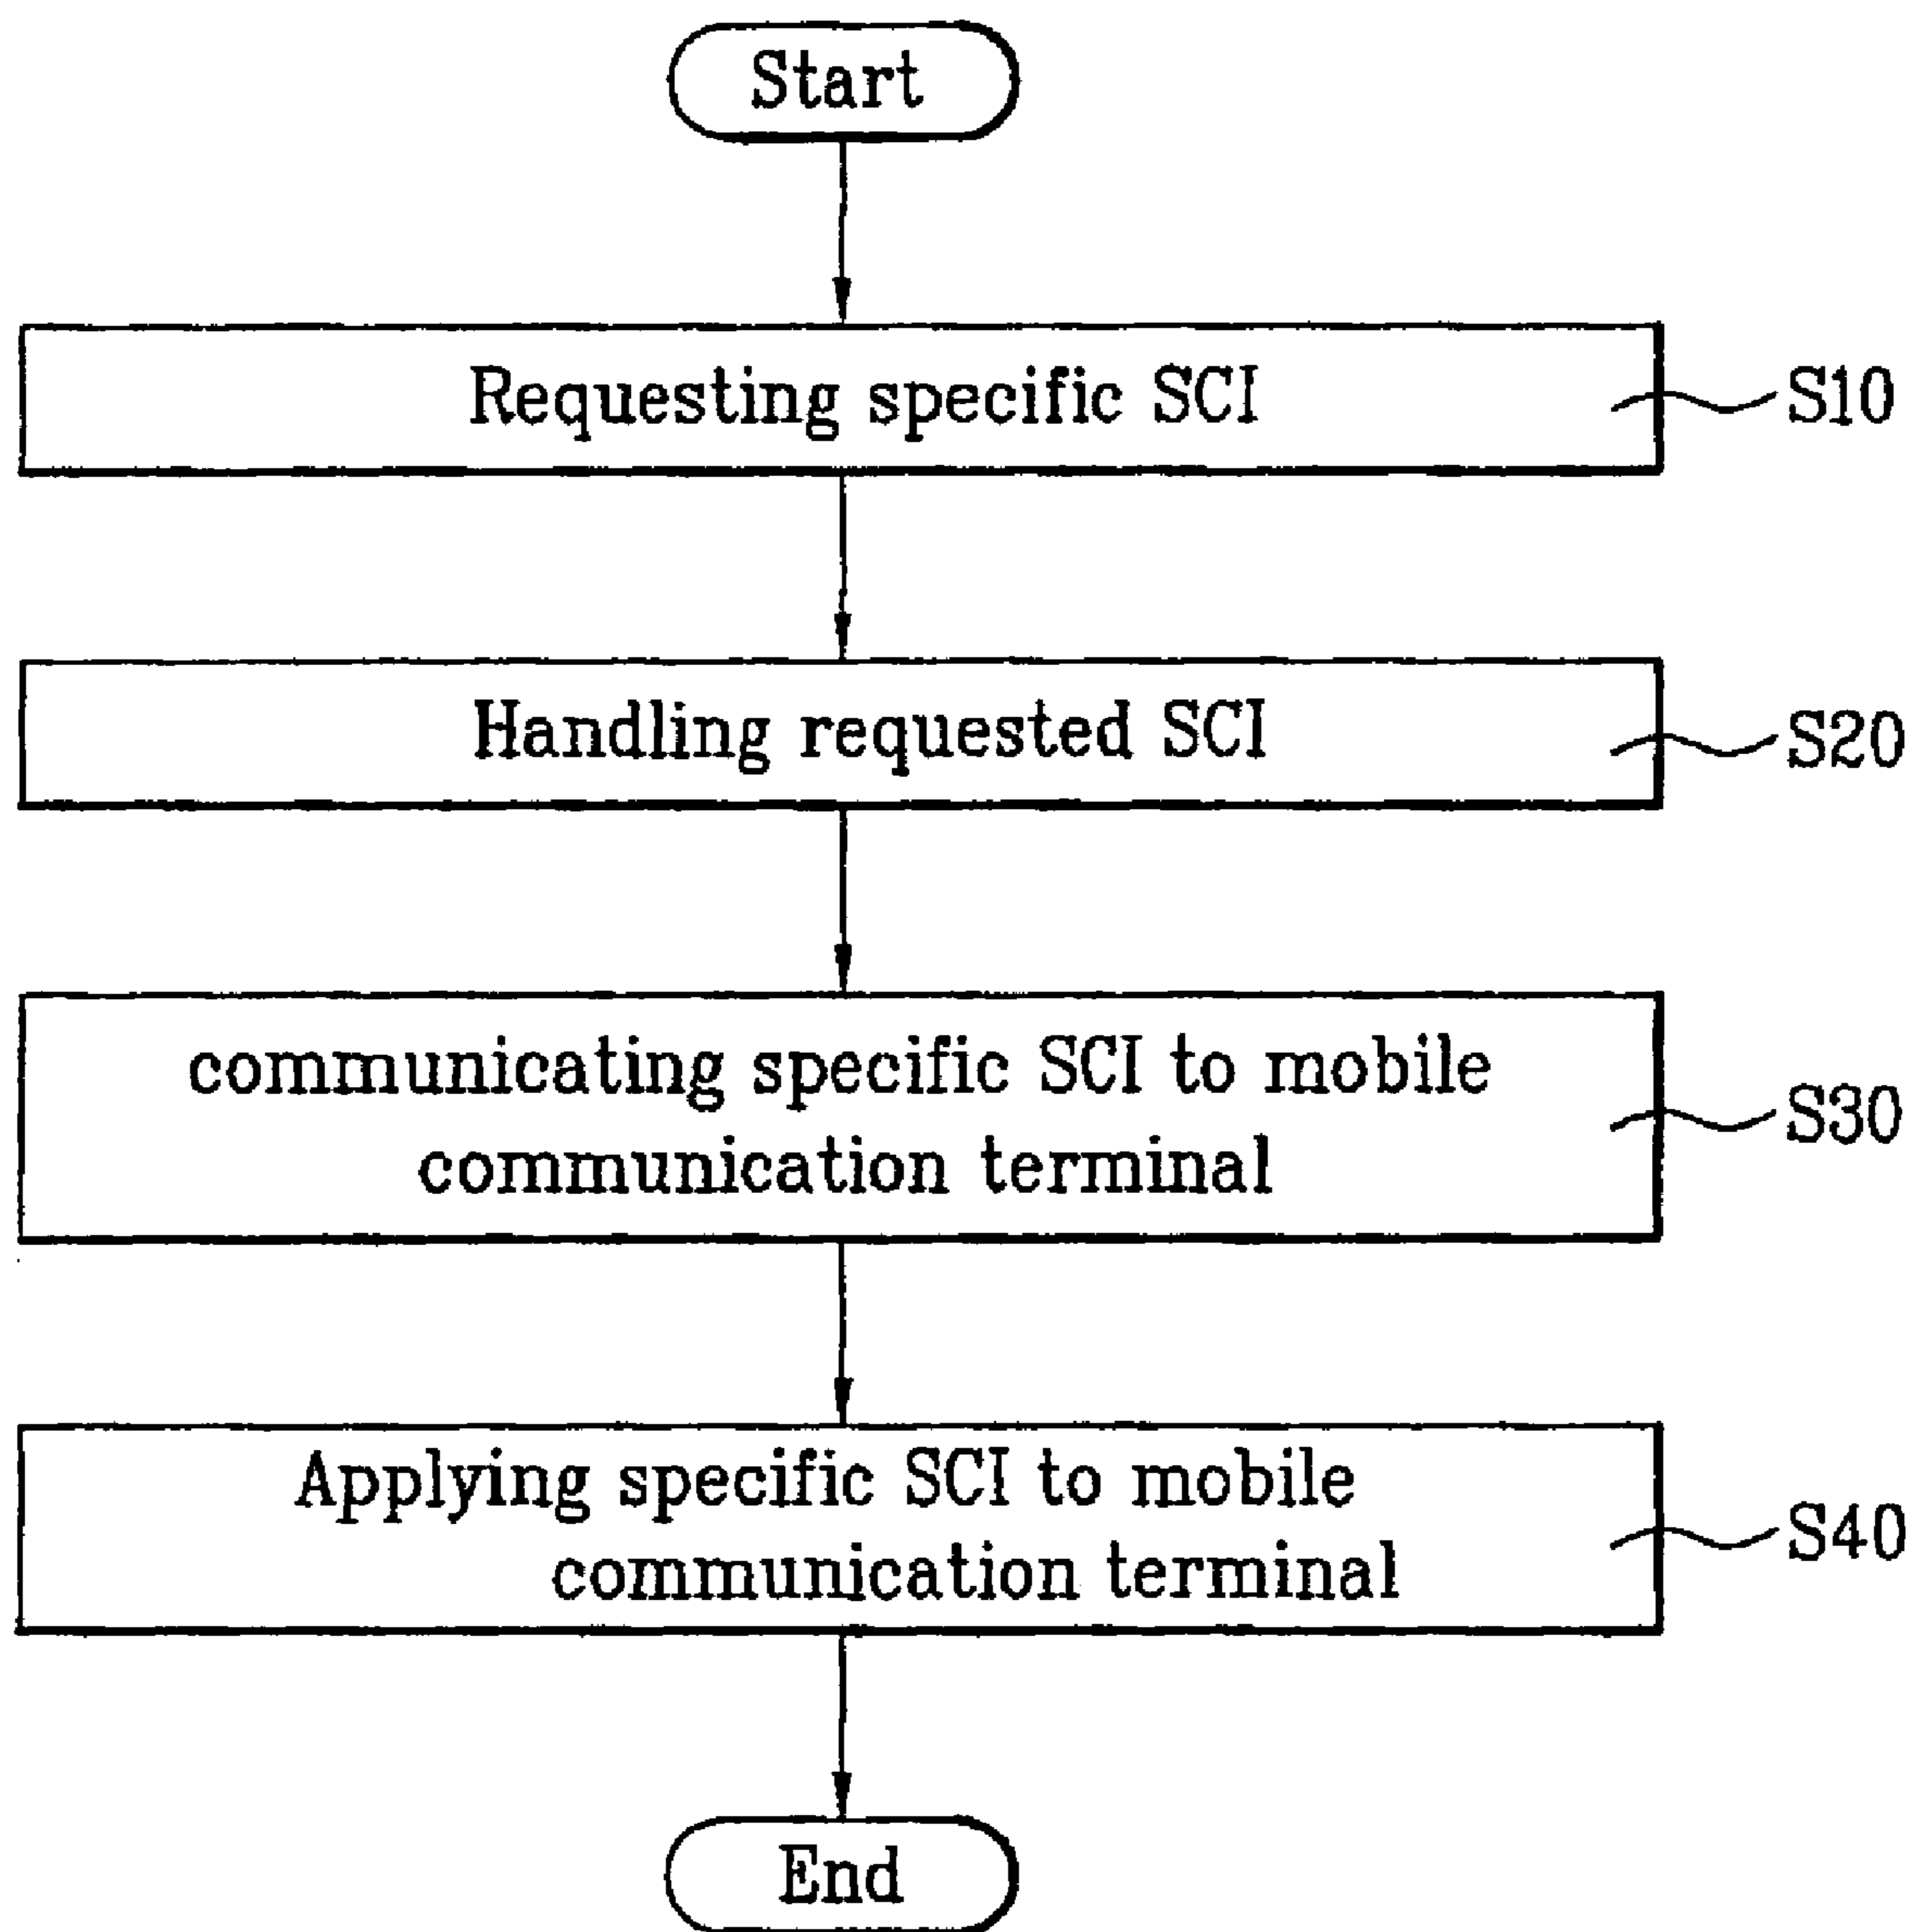 Start
Requesting specific SCI
S10
Handling requested SCI
S20
communicating specific SCI to mobile
communication terminal
S30
Applying specific SCI to mobile
communication terminal
S40
End